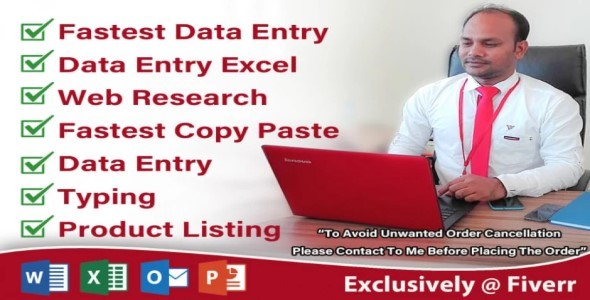 Fastest Data Entry
Data Entry Excel
Web Research
Fastest Copy Paste
Data Entry
Typing
Product Listing
Lenovo
“To Avoid Unwanted Order Cancellation
Please Contact To Me Before Placing The Order”
W X O P
Exclusively @ Fiverr